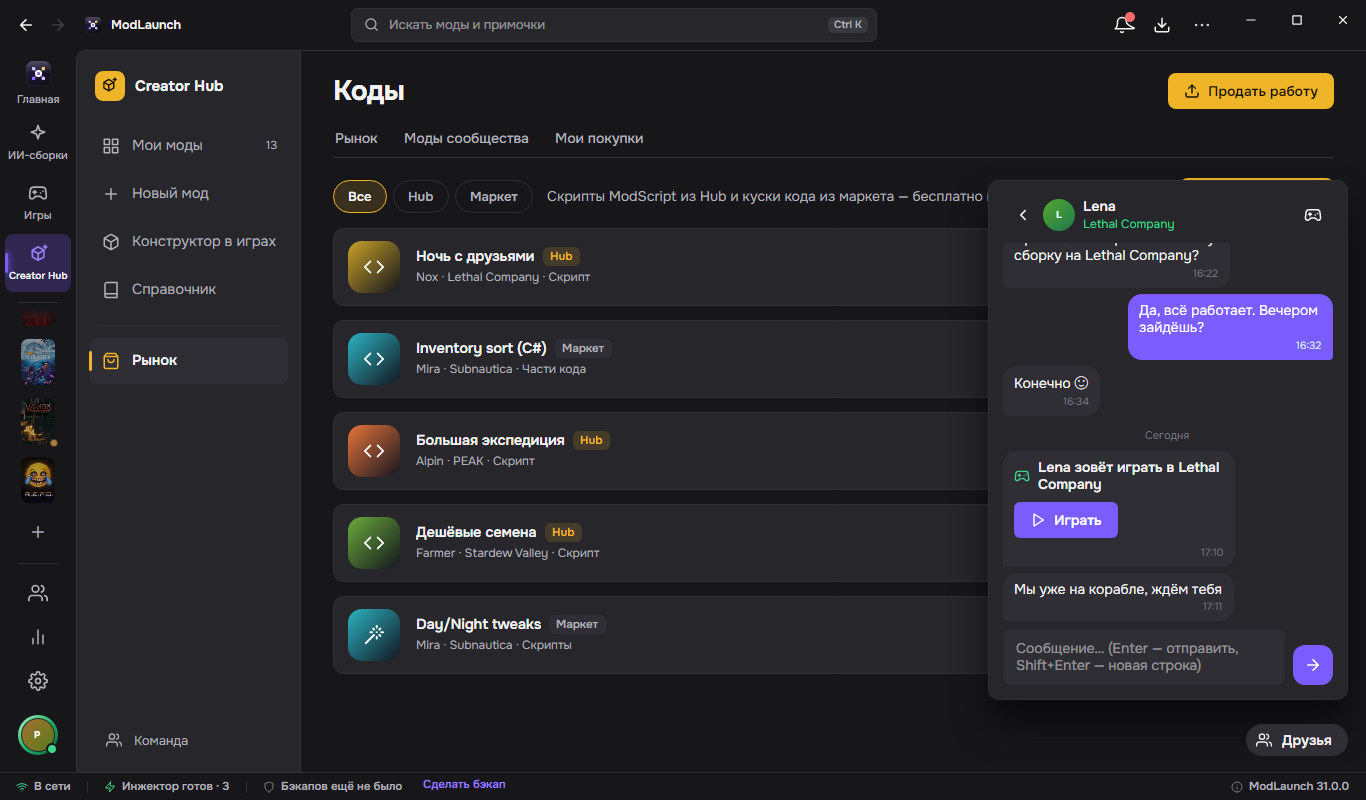 ModLaunch
Искать моды и примочки
Ctrl K
Главная
ИИ-сборки
Игры
Creator Hub
Creator Hub
Мои моды
13
Новый мод
Конструктор в играх
Справочник
Рынок
Команда
Коды
Продать работу
Рынок
Моды сообщества
Мои покупки
Все
Hub
Маркет
Скрипты ModScript из Hub и куски кода из маркета — бесплатно
Ночь с друзьями
Hub
Nox · Lethal Company · Скрипт
Inventory sort (C#)
Маркет
Mira · Subnautica · Части кода
Большая экспедиция
Hub
Alpin · PEAK · Скрипт
Дешёвые семена
Hub
Farmer · Stardew Valley · Скрипт
Day/Night tweaks
Маркет
Mira · Subnautica · Скрипты
L
Lena
Lethal Company
сборку на Lethal Company?
16:22
Да, всё работает. Вечером
зайдёшь?
16:32
Конечно
16:34
Сегодня
Lena зовёт играть в Lethal
Company
Играть
17:10
Мы уже на корабле, ждём тебя
17:11
Сообщение... (Enter — отправить,
Shift+Enter — новая строка)
Друзья
P
В сети
Инжектор готов · 3
Бэкапов ещё не было
Сделать бэкап
ModLaunch 31.0.0